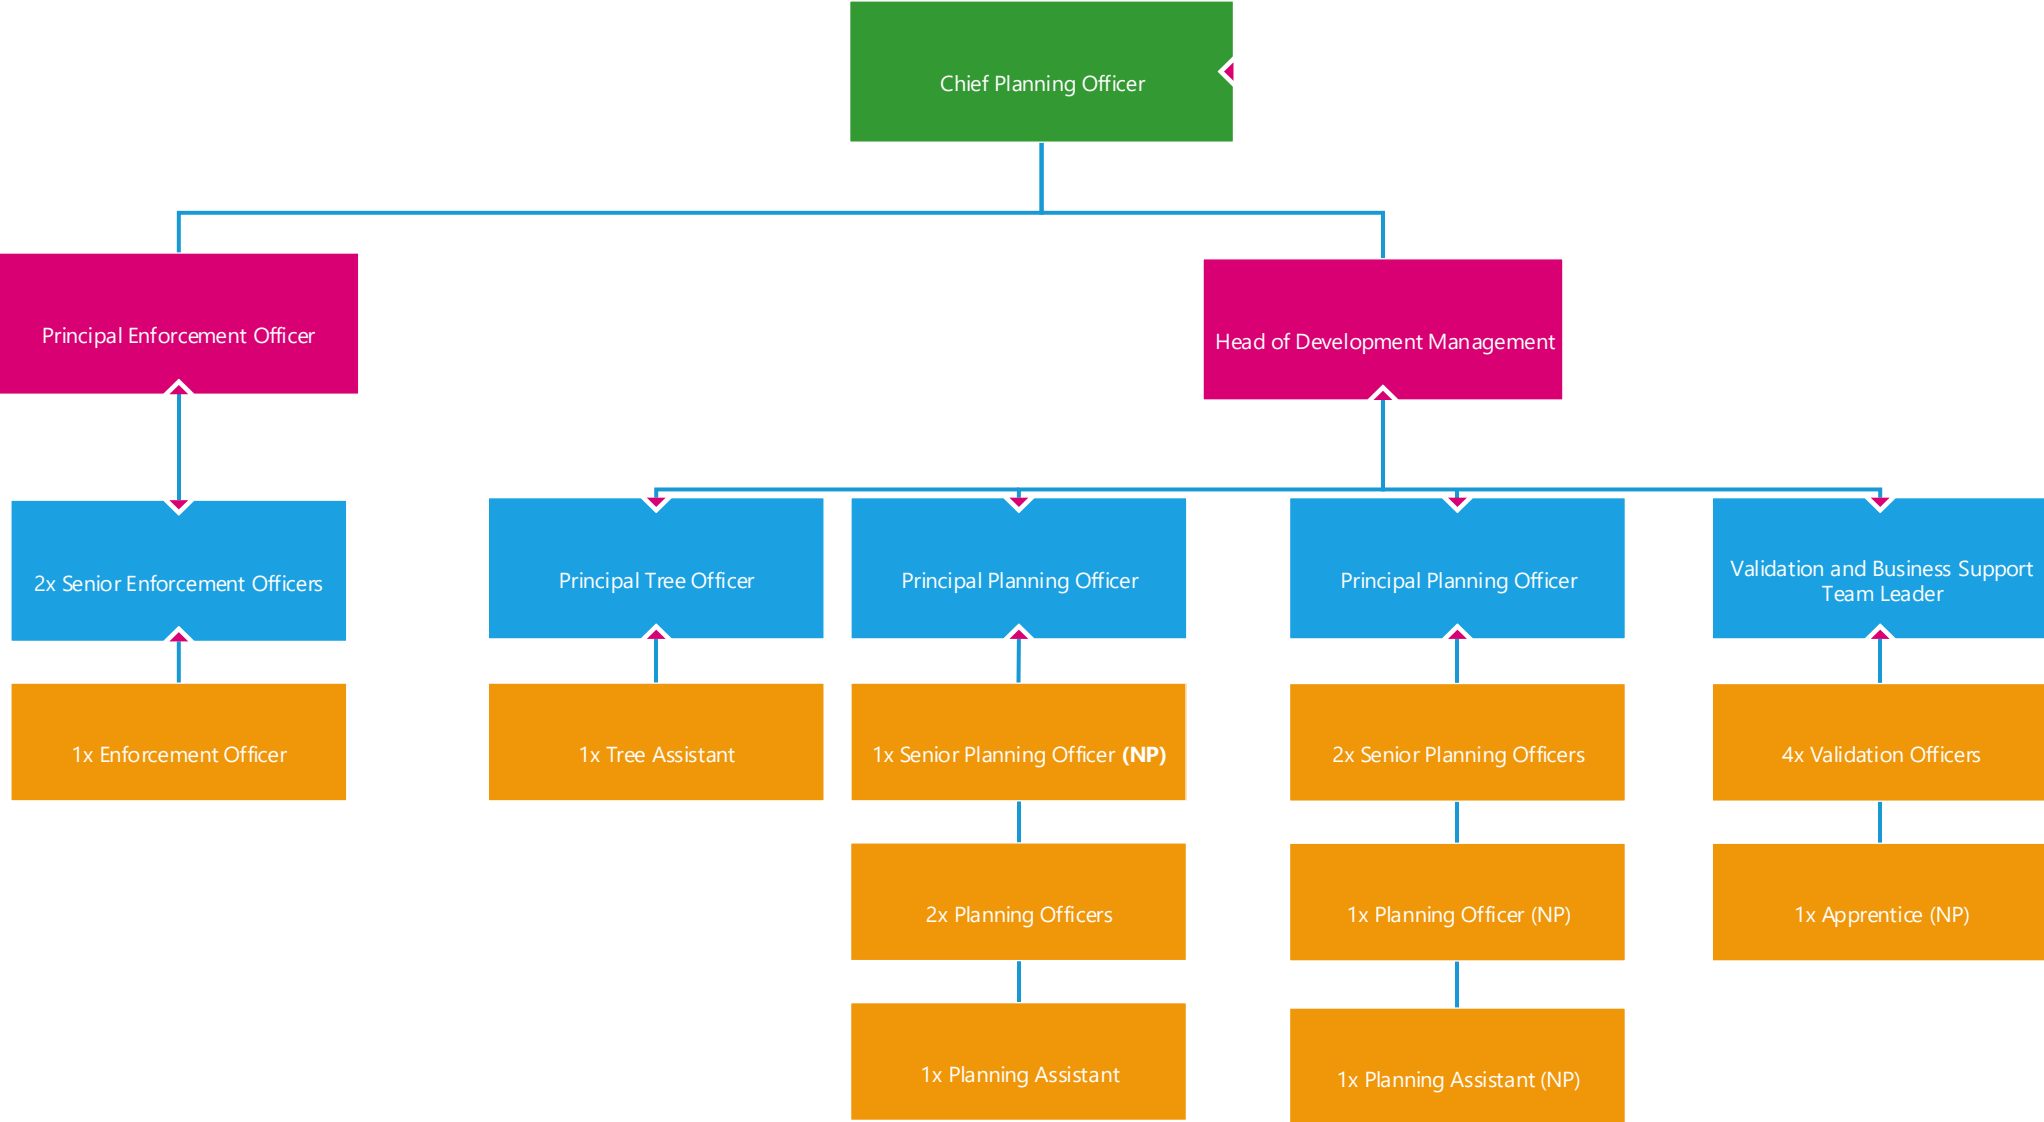 Chief Planning Officer
Principal Enforcement Officer
Head of Development Management
2x Senior Enforcement Officers
Principal Tree Officer
Principal Planning Officer
Principal Planning Officer
Validation and Business Support
Team Leader
1x Enforcement Officer
1x Tree Assistant
1x Senior Planning Officer (NP)
2x Senior Planning Officers
4x Validation Officers
2x Planning Officers
1x Planning Officer (NP)
1x Apprentice (NP)
1x Planning Assistant
1x Planning Assistant (NP)